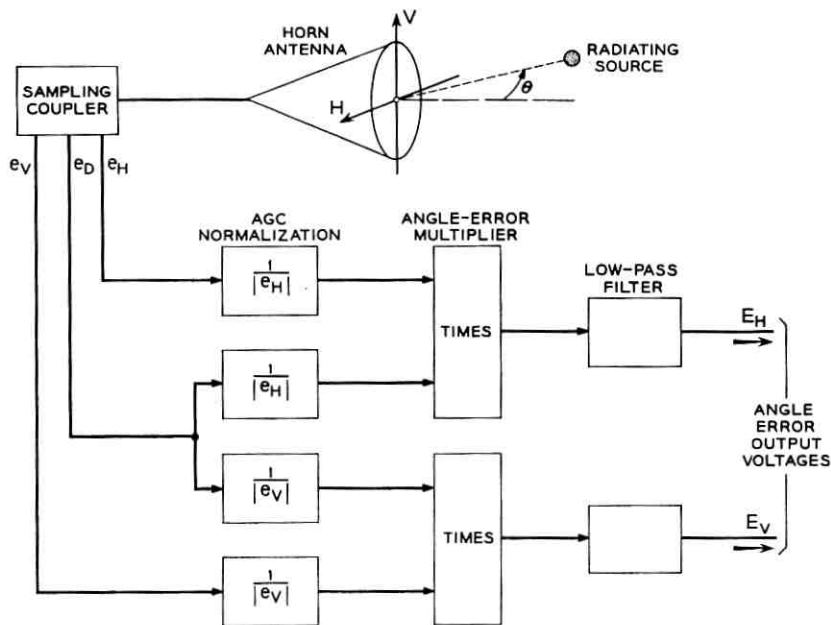 V
HORN
ANTENNA
RADIATING
SOURCE
θ
H
SAMPLING
COUPLER
eV eD eH
AGC
NORMALIZATION
ANGLE-ERROR
MULTIPLIER
LOW-PASS
FILTER
1/|eH|
TIMES
EH
1/|eH|
ANGLE
ERROR
OUTPUT
VOLTAGES
1/|eV|
TIMES
EV
1/|eV|